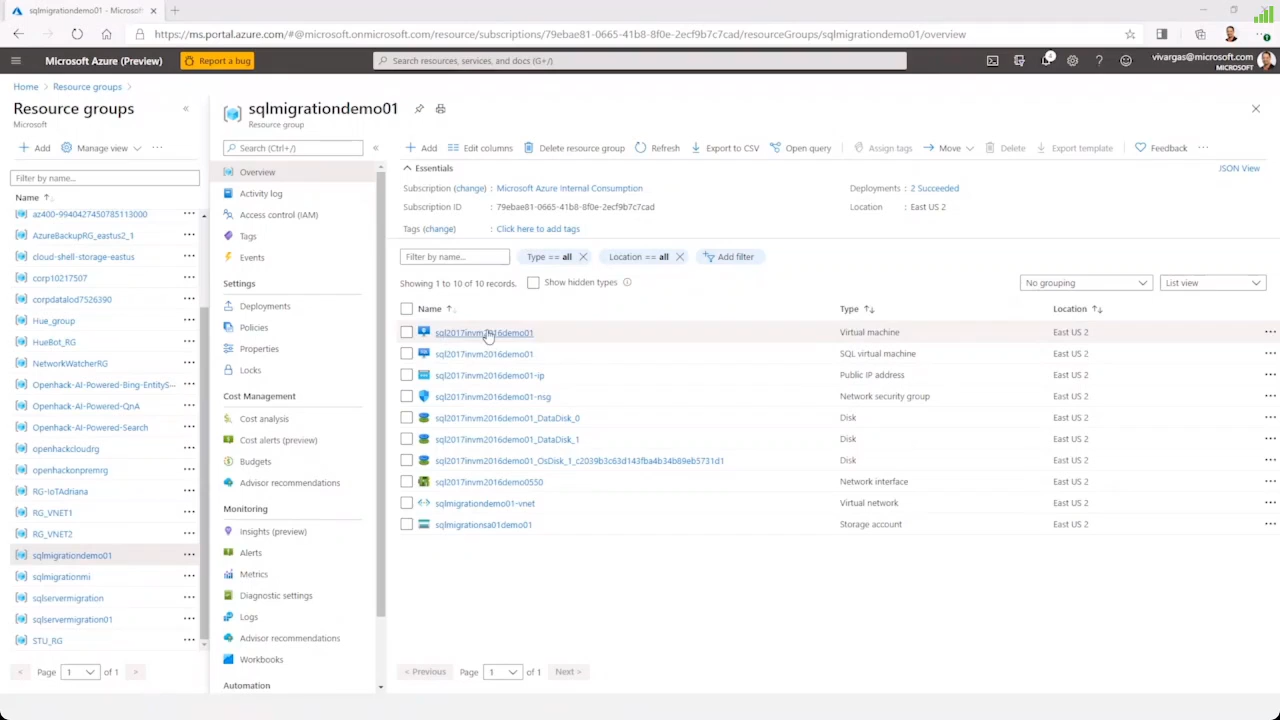 sqlmigrationdemo01 - Microsoft
https://ms.portal.azure.com/#@microsoft.onmicrosoft.com/resource/subscriptions/79ebae81-0665-41b8-8f0e-2ecf9b7c7cad/resourceGroups/sqlmigrationdemo01/overview
Microsoft Azure (Preview)
Report a bug
Search resources, services, and docs (G+/)
1
vivargas@microsoft.com
MICROSOFT
Home > Resource groups >
Resource groups
Microsoft
+ Add
Manage view
Filter by name...
Name ↑
az400-9940427450785113000
AzureBackupRG_eastus2_1
cloud-shell-storage-eastus
corp10217507
corpdatalod7526390
Hue_group
HueBot_RG
NetworkWatcherRG
Openhack-AI-Powered-Bing-EntityS...
Openhack-AI-Powered-QnA
Openhack-AI-Powered-Search
openhackcloudrg
openhackonpremrg
RG-IoTAdriana
RG_VNET1
RG_VNET2
sqlmigrationdemo01
sqlmigrationmi
sqlservermigration
sqlservermigration01
STU_RG
< Page 1 of 1 >
sqlmigrationdemo01
Resource group
Search (Ctrl+/)
Overview
Activity log
Access control (IAM)
Tags
Events
Settings
Deployments
Policies
Properties
Locks
Cost Management
Cost analysis
Cost alerts (preview)
Budgets
Advisor recommendations
Monitoring
Insights (preview)
Alerts
Metrics
Diagnostic settings
Logs
Advisor recommendations
Workbooks
Automation
+ Add Edit columns Delete resource group Refresh Export to CSV Open query Assign tags Move Delete Export template Feedback ...
Essentials
JSON View
Subscription (change) : Microsoft Azure Internal Consumption
Deployments : 2 Succeeded
Subscription ID : 79ebae81-0665-41b8-8f0e-2ecf9b7c7cad
Location : East US 2
Tags (change) : Click here to add tags
Filter by name...
Type == all
Location == all
Add filter
Showing 1 to 10 of 10 records.
Show hidden types
No grouping
List view
Name ↑ Type ↑↓ Location ↑↓
sql2017invm2016demo01 Virtual machine East US 2
sql2017invm2016demo01 SQL virtual machine East US 2
sql2017invm2016demo01-ip Public IP address East US 2
sql2017invm2016demo01-nsg Network security group East US 2
sql2017invm2016demo01_DataDisk_0 Disk East US 2
sql2017invm2016demo01_DataDisk_1 Disk East US 2
sql2017invm2016demo01_OsDisk_1_c2039b3c63d143fba4b34b89eb5731d1 Disk East US 2
sql2017invm2016demo0550 Network interface East US 2
sqlmigrationdemo01-vnet Virtual network East US 2
sqlmigrationsa01demo01 Storage account East US 2
< Previous Page 1 of 1 Next >